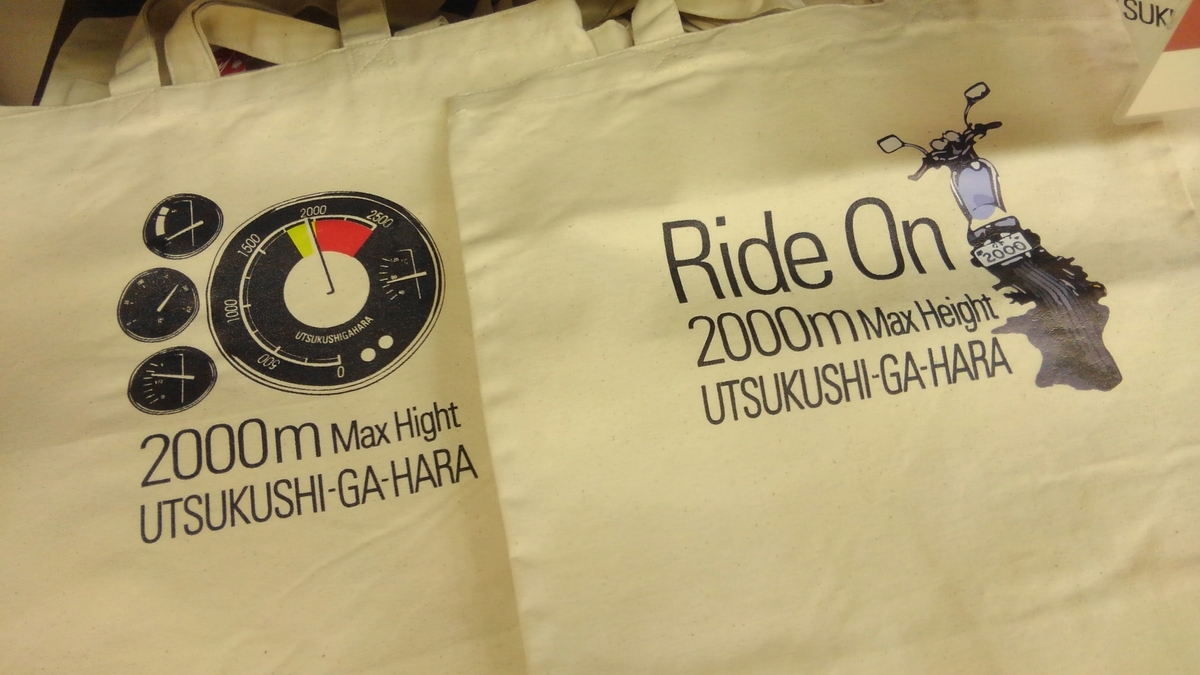 2000
2500
1500
1000
500
0
UTSUKUSHIGAHARA
2000m Max Hight
UTSUKUSHI-GA-HARA
Ride On
2000
2000m Max Height
UTSUKUSHI-GA-HARA
SUK